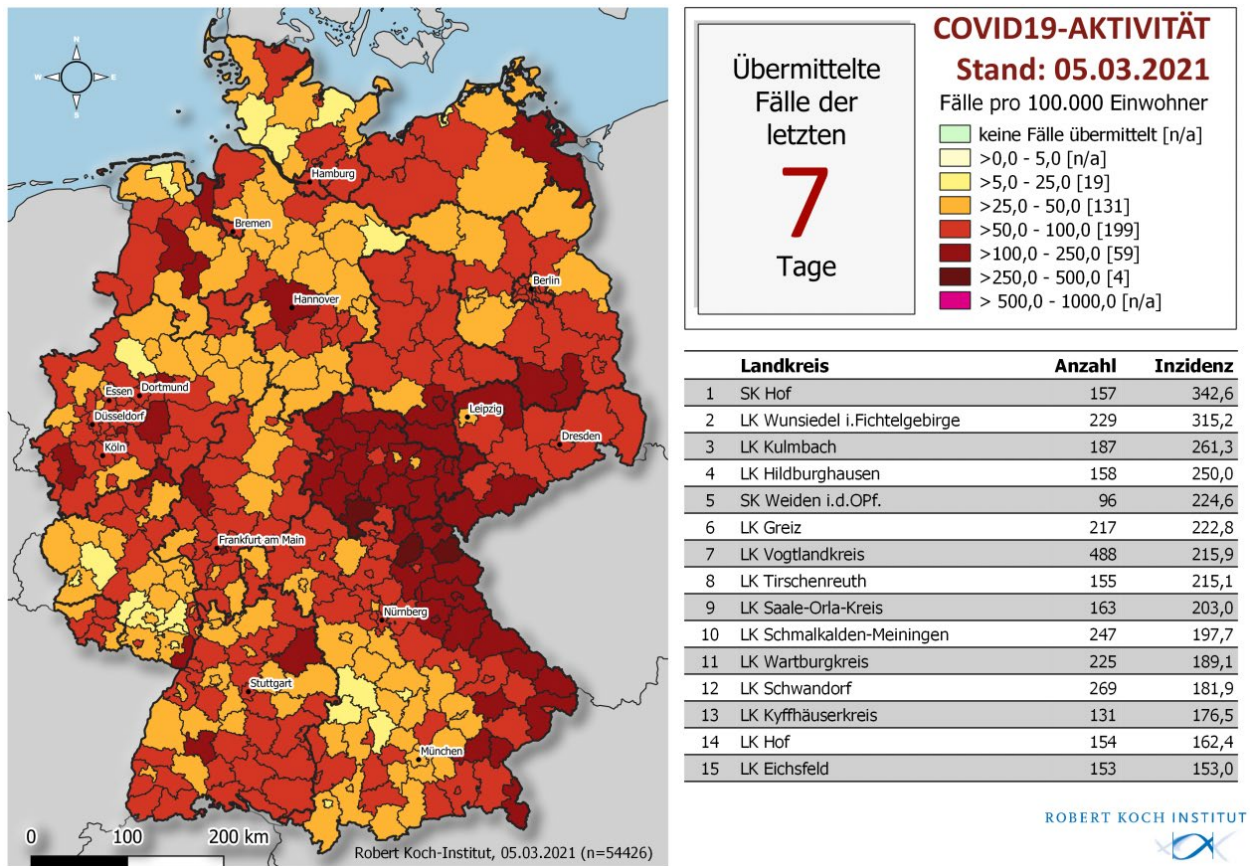 N
W
E
S
Hamburg
Bremen
Berlin
Hannover
Essen
Dortmund
Düsseldorf
Köln
Leipzig
Dresden
Frankfurt am Main
Nürnberg
Stuttgart
München
0 100 200 km
Robert Koch-Institut, 05.03.2021 (n=54426)
Übermittelte
Fälle der
letzten
7
Tage
COVID19-AKTIVITÄT
Stand: 05.03.2021
Fälle pro 100.000 Einwohner
keine Fälle übermittelt [n/a]
>0,0 - 5,0 [n/a]
>5,0 - 25,0 [19]
>25,0 - 50,0 [131]
>50,0 - 100,0 [199]
>100,0 - 250,0 [59]
>250,0 - 500,0 [4]
> 500,0 - 1000,0 [n/a]
Landkreis Anzahl Inzidenz
1 SK Hof 157 342,6
2 LK Wunsiedel i.Fichtelgebirge 229 315,2
3 LK Kulmbach 187 261,3
4 LK Hildburghausen 158 250,0
5 SK Weiden i.d.OPf. 96 224,6
6 LK Greiz 217 222,8
7 LK Vogtlandkreis 488 215,9
8 LK Tirschenreuth 155 215,1
9 LK Saale-Orla-Kreis 163 203,0
10 LK Schmalkalden-Meiningen 247 197,7
11 LK Wartburgkreis 225 189,1
12 LK Schwandorf 269 181,9
13 LK Kyffhäuserkreis 131 176,5
14 LK Hof 154 162,4
15 LK Eichsfeld 153 153,0
ROBERT KOCH INSTITUT